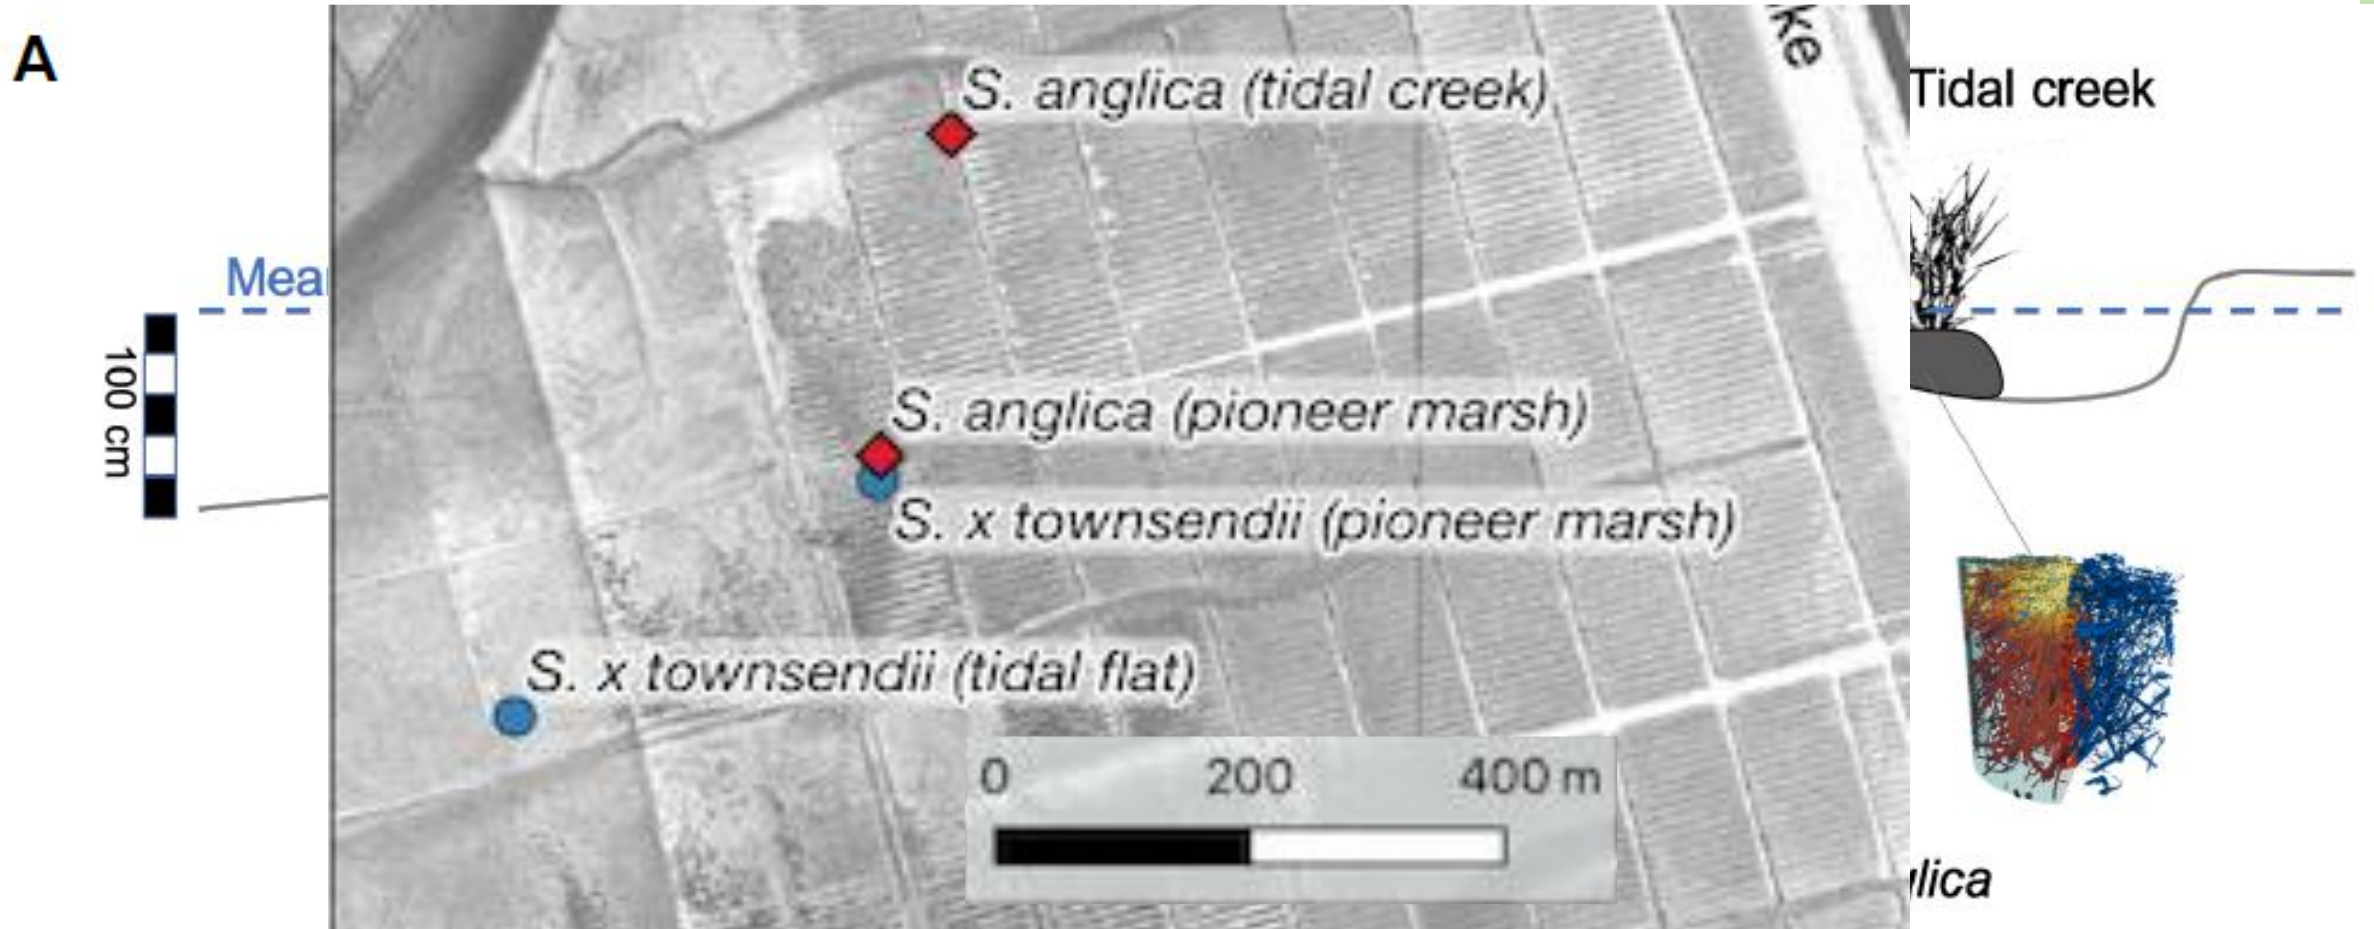 A
ke
S. anglica (tidal creek)
Tidal creek
Mea
100 cm
S. anglica (pioneer marsh)
S. x townsendii (pioneer marsh)
S. x townsendii (tidal flat)
0 200 400 m
lica